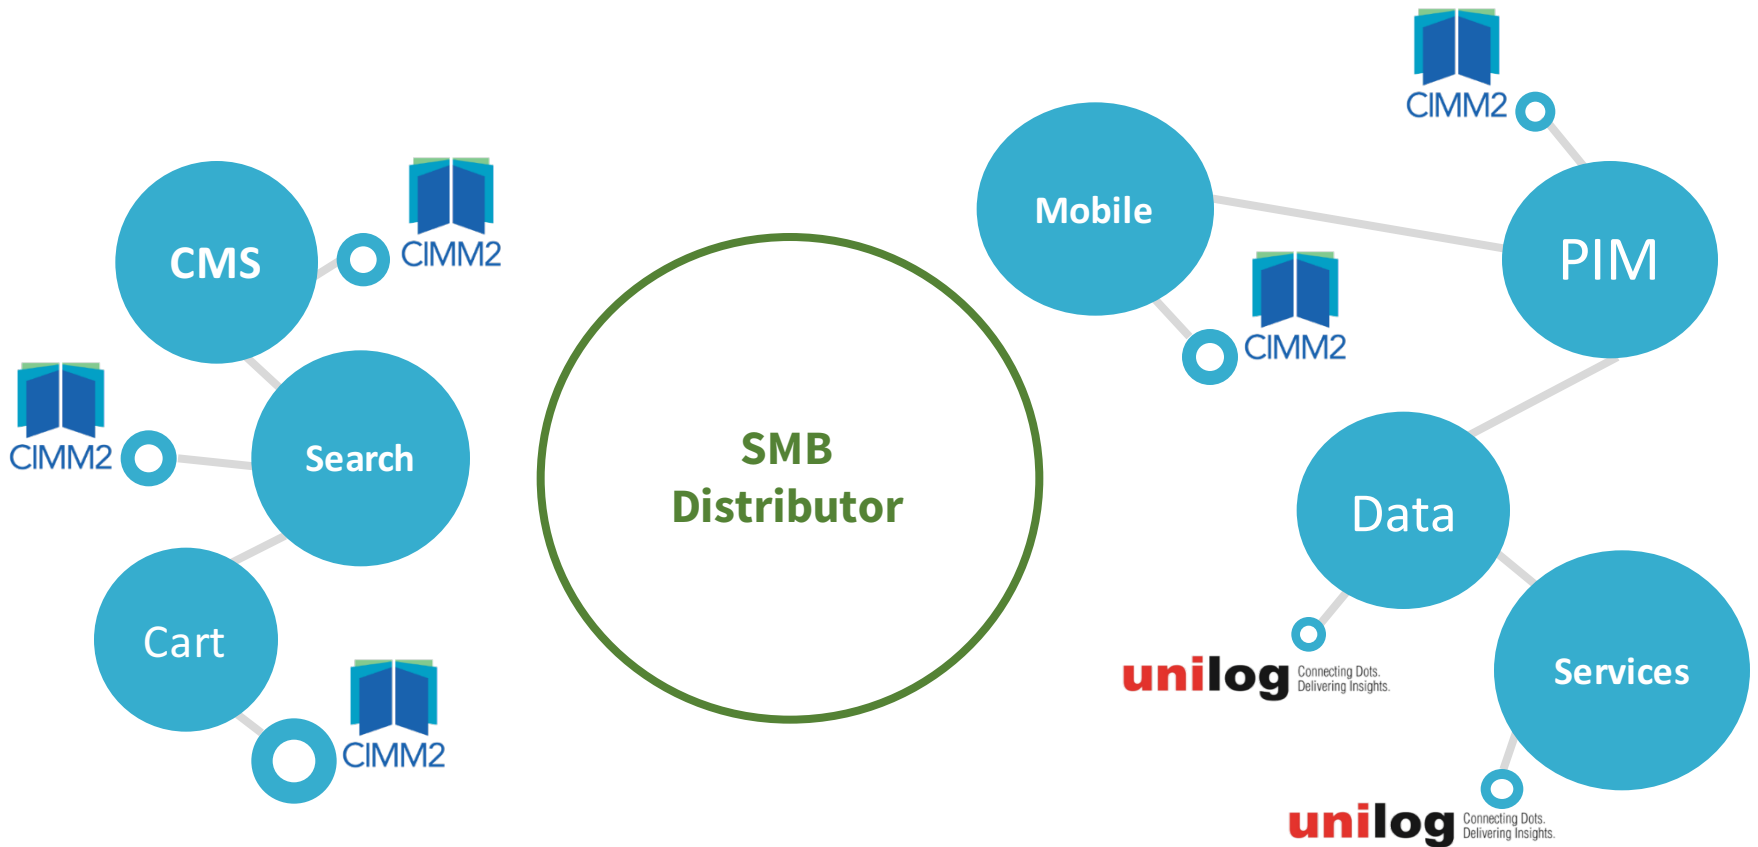 CMS
CIMM2
CIMM2
Search
Cart
CIMM2
SMB
Distributor
Mobile
CIMM2
CIMM2
PIM
Data
unilog Connecting Dots.
Delivering Insights.
Services
unilog Connecting Dots.
Delivering Insights.